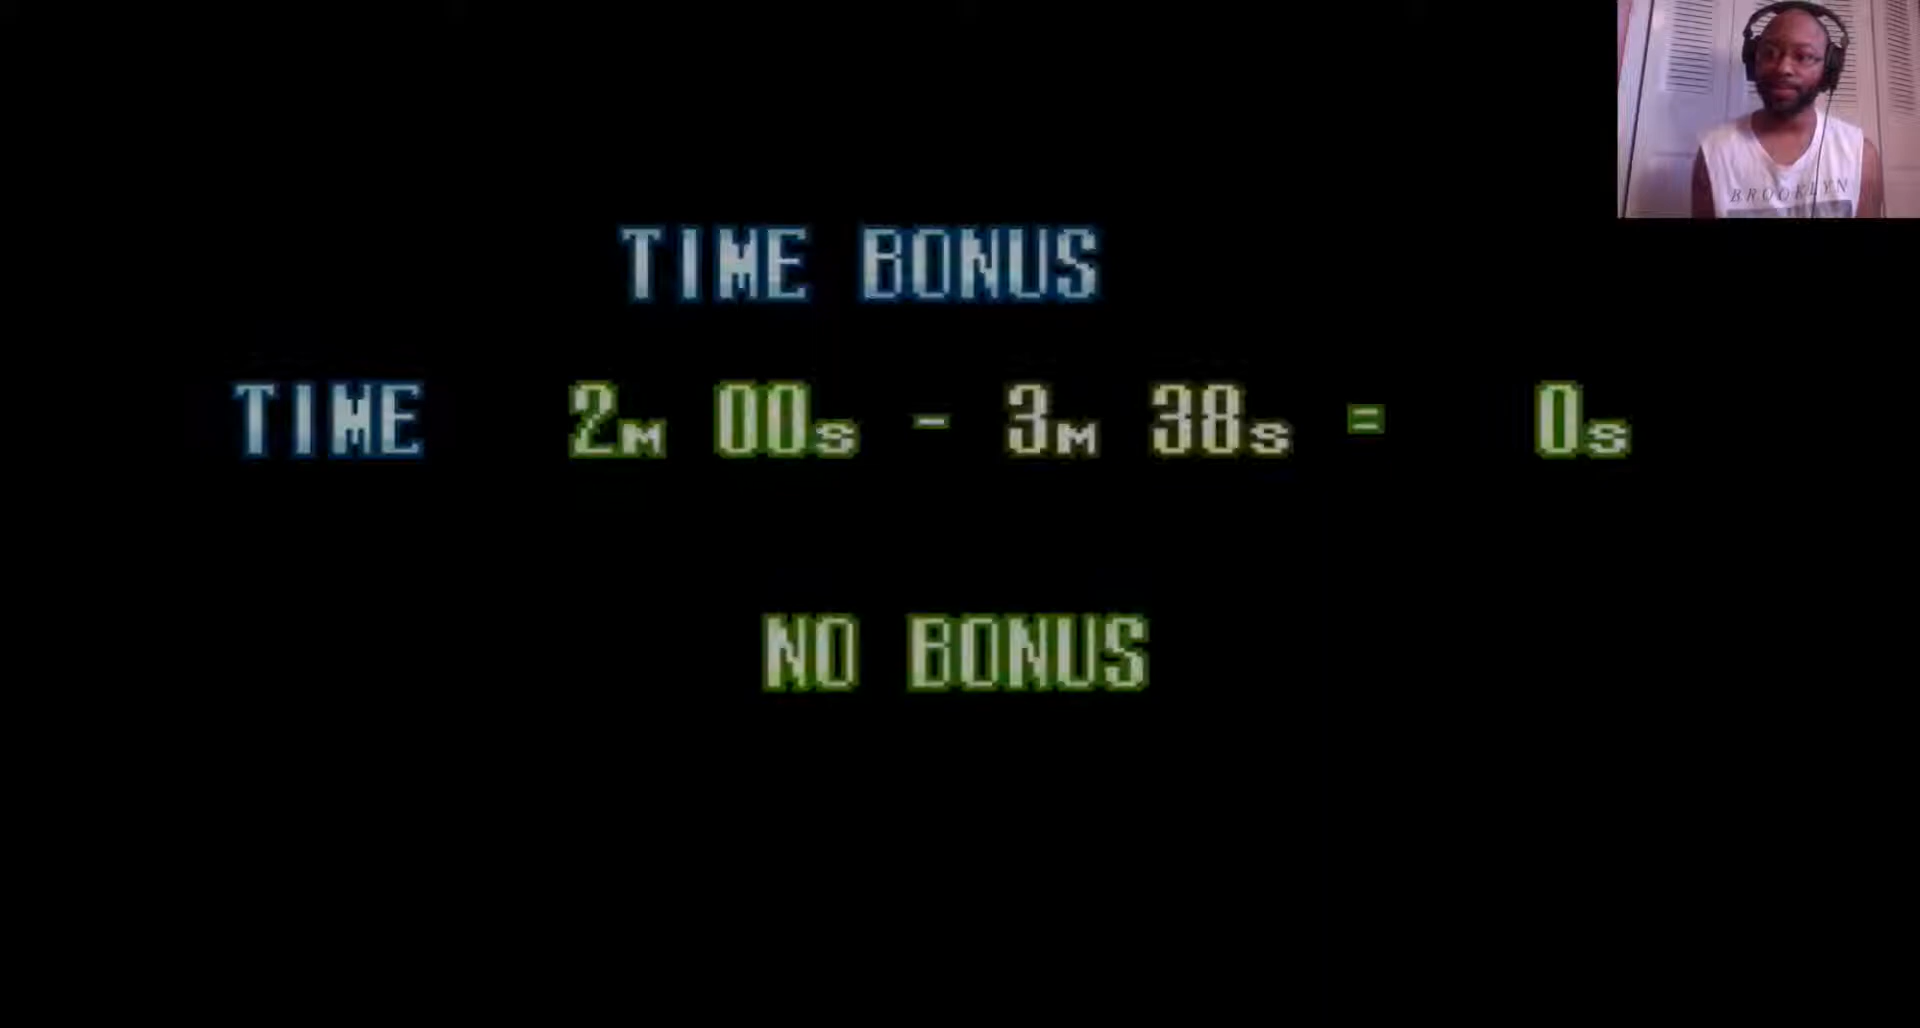 TIME BONUS
TIME 2M 00S - 3M 38S = 0S
NO BONUS
BROOKLYN